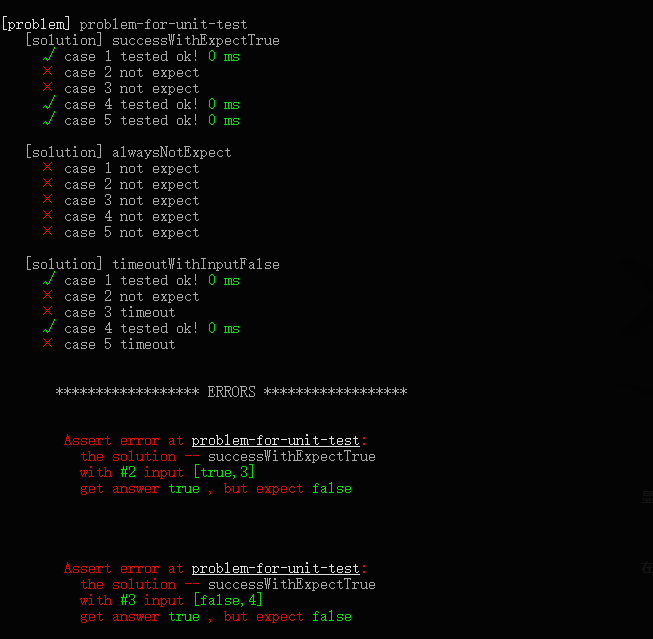 [problem] problem-for-unit-test
[solution] successWithExpectTrue
√ case 1 tested ok! 0 ms
× case 2 not expect
× case 3 not expect
√ case 4 tested ok! 0 ms
√ case 5 tested ok! 0 ms
[solution] alwaysNotExpect
× case 1 not expect
× case 2 not expect
× case 3 not expect
× case 4 not expect
× case 5 not expect
[solution] timeoutWithInputFalse
√ case 1 tested ok! 0 ms
× case 2 not expect
× case 3 timeout
√ case 4 tested ok! 0 ms
× case 5 timeout
****************** ERRORS ******************
Assert error at problem-for-unit-test:
the solution -- successWithExpectTrue
with #2 input [true,3]
get answer true , but expect false
Assert error at problem-for-unit-test:
the solution -- successWithExpectTrue
with #3 input [false,4]
get answer true , but expect false